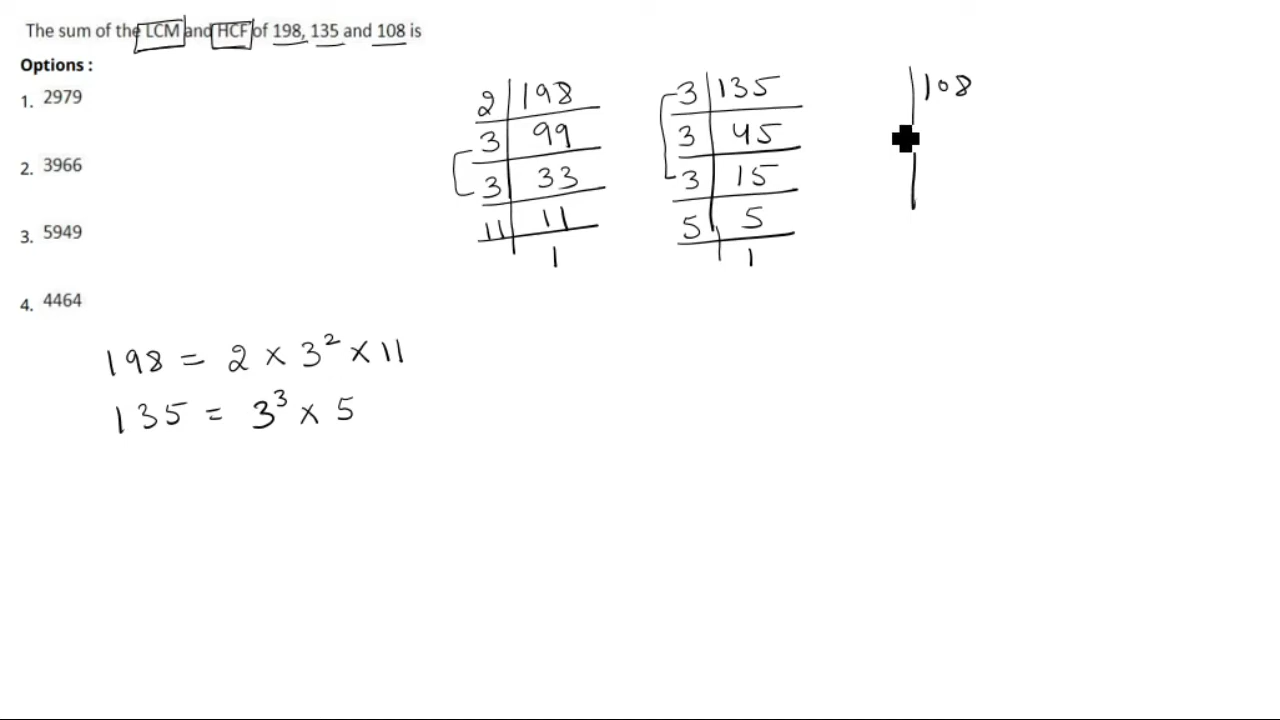 The sum of the LCM and HCF of 198, 135 and 108 is
Options :
1. 2979
2. 3966
3. 5949
4. 4464
2 | 198
3 | 99
3 | 33
11 | 11
1
3 | 135
3 | 45
3 | 15
5 | 5
1
| 108
198 = 2 × 3² × 11
135 = 3³ × 5